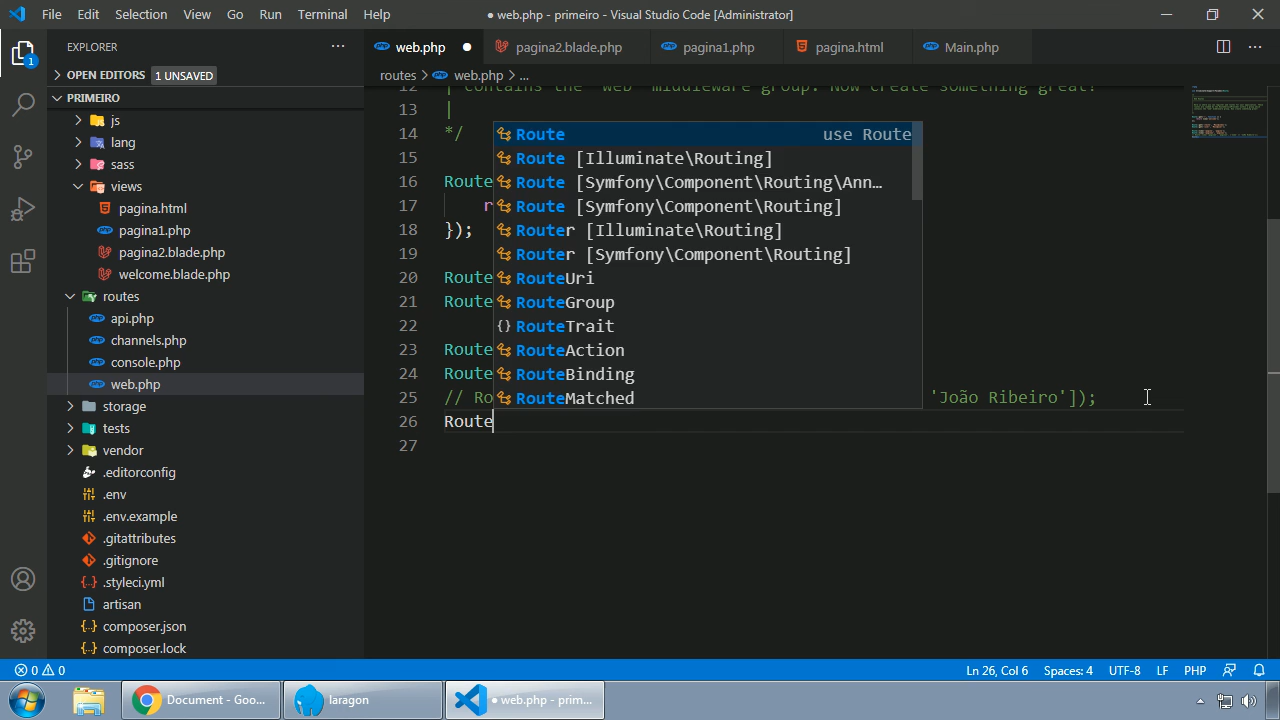 File Edit Selection View Go Run Terminal Help
● web.php - primeiro - Visual Studio Code [Administrator]
EXPLORER
web.php
pagina2.blade.php
pagina1.php
pagina.html
Main.php
OPEN EDITORS 1 UNSAVED
routes > web.php > ...
PRIMEIRO
js
lang
sass
views
pagina.html
pagina1.php
pagina2.blade.php
welcome.blade.php
routes
api.php
channels.php
console.php
web.php
storage
tests
vendor
.editorconfig
.env
.env.example
.gitattributes
.gitignore
.styleci.yml
artisan
composer.json
composer.lock
12 | contains the "web" middleware group. Now create something great!
13 |
14 */
15
16 Route
17 r
18 });
19
20 Route
21 Route
22
23 Route
24 Route
25 // Ro 'João Ribeiro']);
26 Route
27
Route use Route
Route [Illuminate\Routing]
Route [Symfony\Component\Routing\Ann...
Route [Symfony\Component\Routing]
Router [Illuminate\Routing]
Router [Symfony\Component\Routing]
RouteUri
RouteGroup
RouteTrait
RouteAction
RouteBinding
RouteMatched
1
0 0
Ln 26, Col 6 Spaces: 4 UTF-8 LF PHP
Document - Goo...
laragon
● web.php - prim...